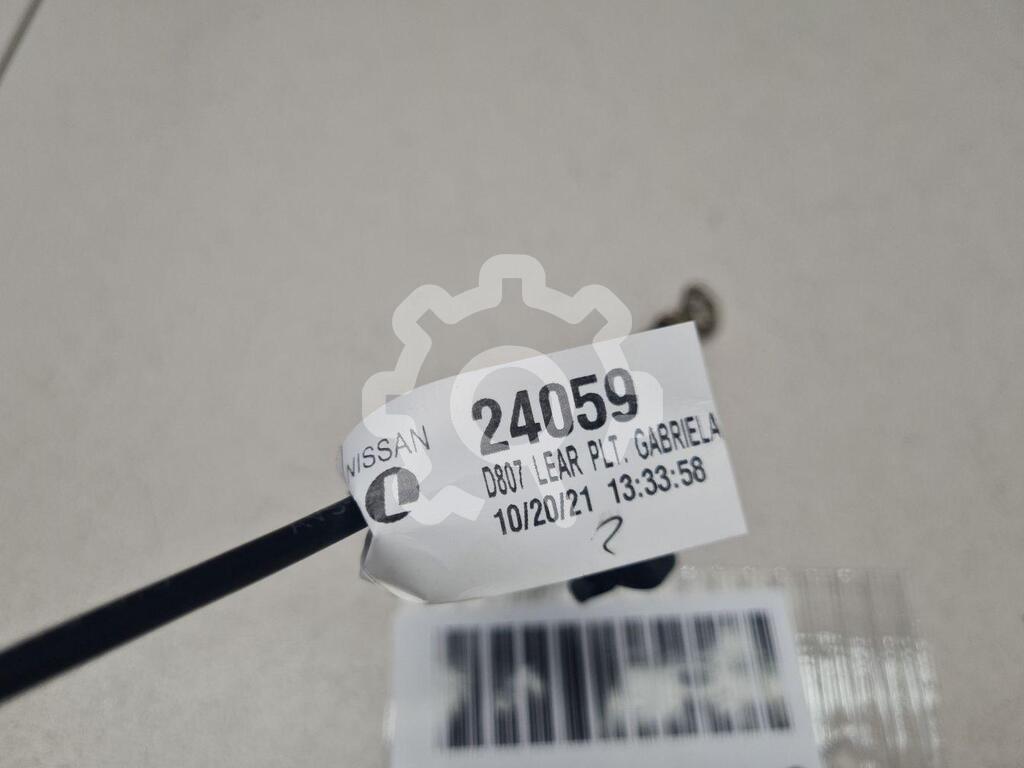 24059
NISSAN
D807 LEAR PLT. GABRIELA
L
10/20/21 13:33:58
2